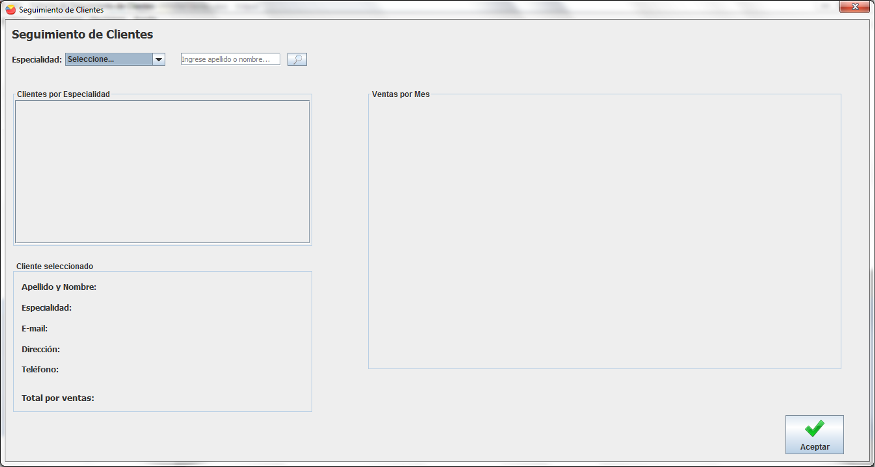 Seguimiento de Clientes
Seguimiento de Clientes
Especialidad: Seleccione... Ingrese apellido o nombre...
Clientes por Especialidad
Ventas por Mes
Cliente seleccionado
Apellido y Nombre:
Especialidad:
E-mail:
Dirección:
Teléfono:
Total por ventas:
Aceptar